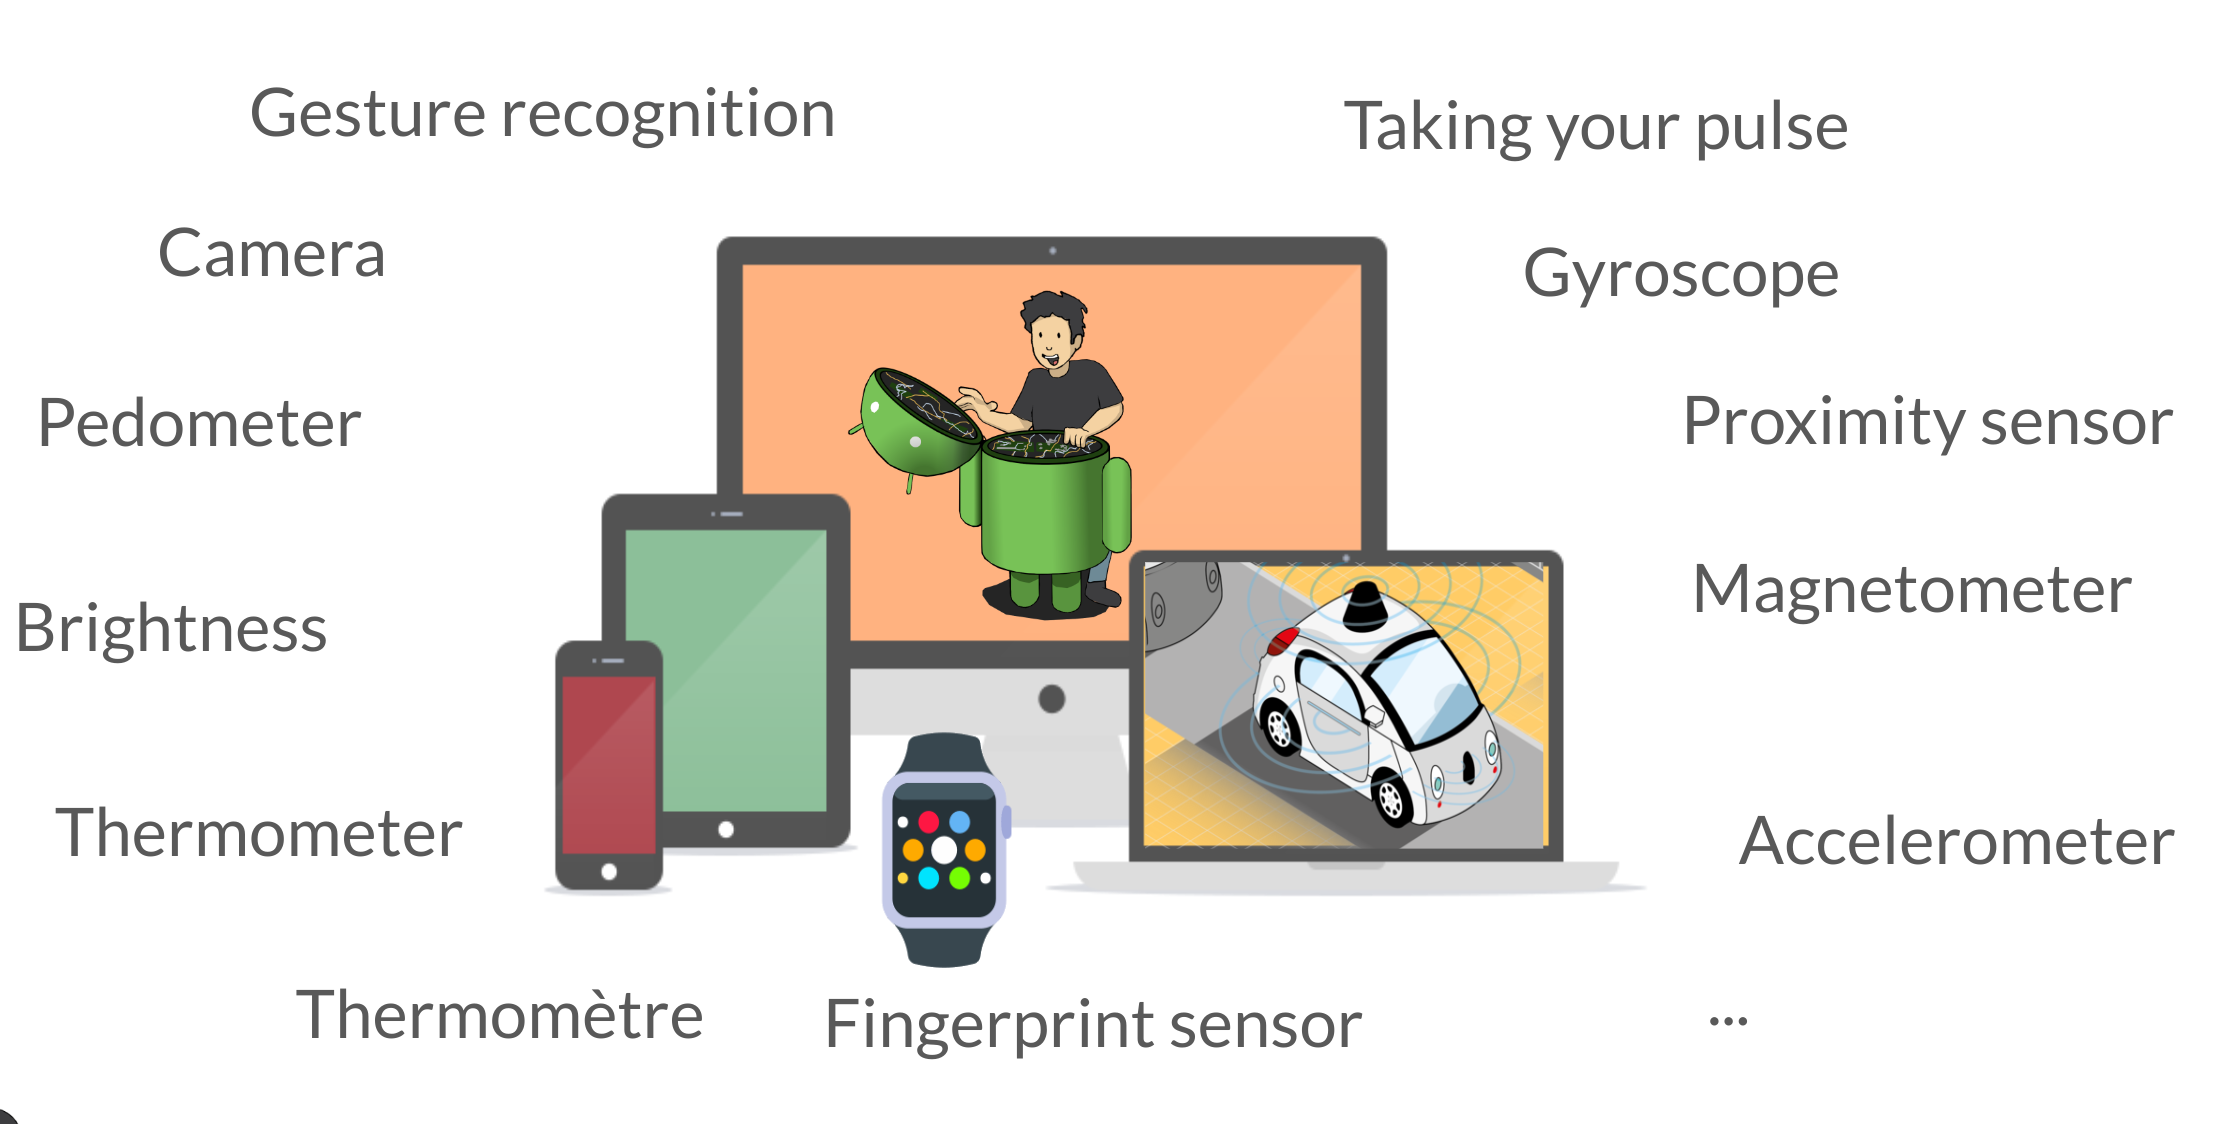 Gesture recognition
Taking your pulse
Camera
Gyroscope
Pedometer
Proximity sensor
Brightness
Magnetometer
Thermometer
Accelerometer
Thermomètre
Fingerprint sensor
...